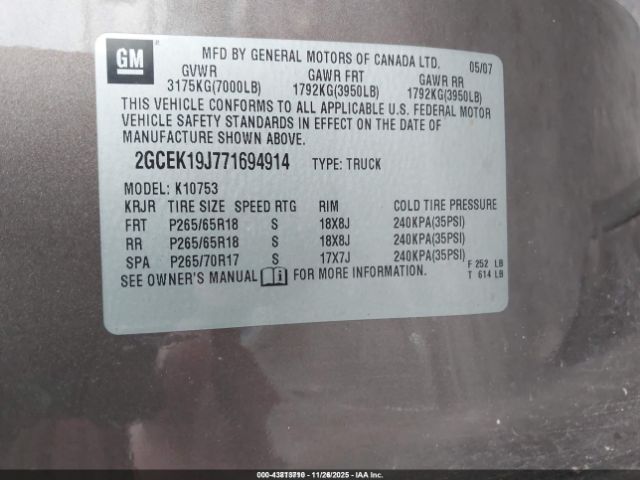 GM
MFD BY GENERAL MOTORS OF CANADA LTD. 05/07
GVWR GAWR FRT GAWR RR
3175KG(7000LB) 1792KG(3950LB) 1792KG(3950LB)
THIS VEHICLE CONFORMS TO ALL APPLICABLE U.S. FEDERAL MOTOR
VEHICLE SAFETY STANDARDS IN EFFECT ON THE DATE OF
MANUFACTURE SHOWN ABOVE.
2GCEK19J771694914 TYPE: TRUCK
MODEL: K10753
KRJR TIRE SIZE SPEED RTG RIM COLD TIRE PRESSURE
FRT P265/65R18 S 18X8J 240KPA(35PSI)
RR P265/65R18 S 18X8J 240KPA(35PSI)
SPA P265/70R17 S 17X7J 240KPA(35PSI)
F 252 LB
SEE OWNER'S MANUAL FOR MORE INFORMATION.
T 614 LB
11/26/2025